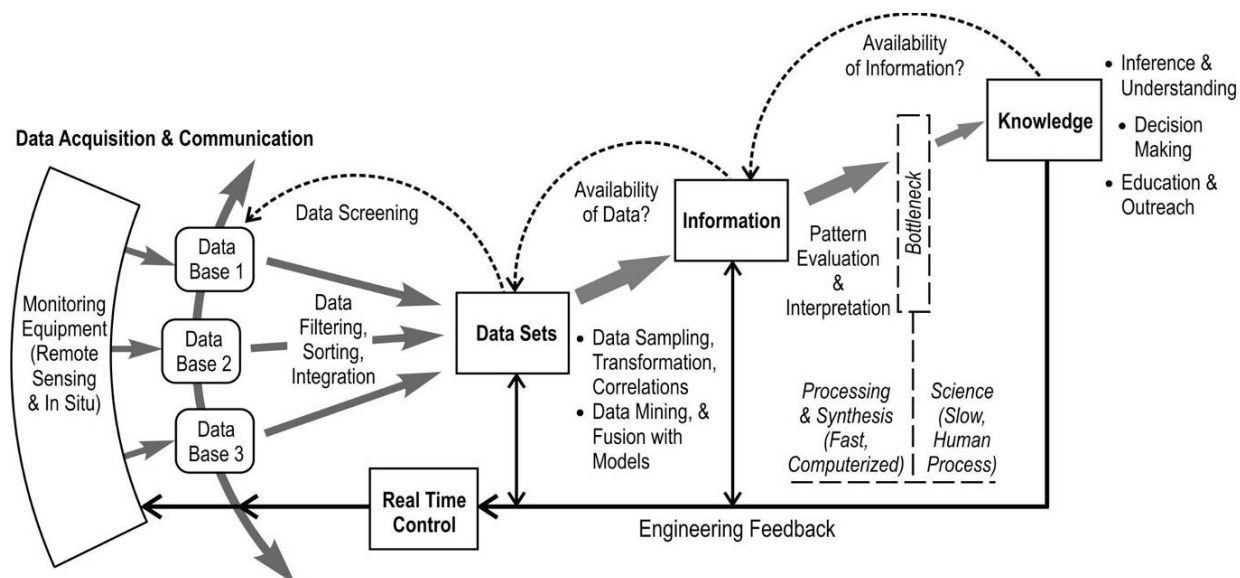 Data Acquisition & Communication
Monitoring
Equipment
(Remote
Sensing
& In Situ)
Data
Base 1
Data
Base 2
Data
Base 3
Data Screening
Data
Filtering,
Sorting,
Integration
Data Sets
Availability
of Data?
• Data Sampling,
Transformation,
Correlations
• Data Mining, &
Fusion with
Models
Information
Availability
of Information?
Pattern
Evaluation
&
Interpretation
Bottleneck
Knowledge
• Inference &
Understanding
• Decision
Making
• Education &
Outreach
Processing
& Synthesis
(Fast,
Computerized)
Science
(Slow,
Human
Process)
Real Time
Control
Engineering Feedback